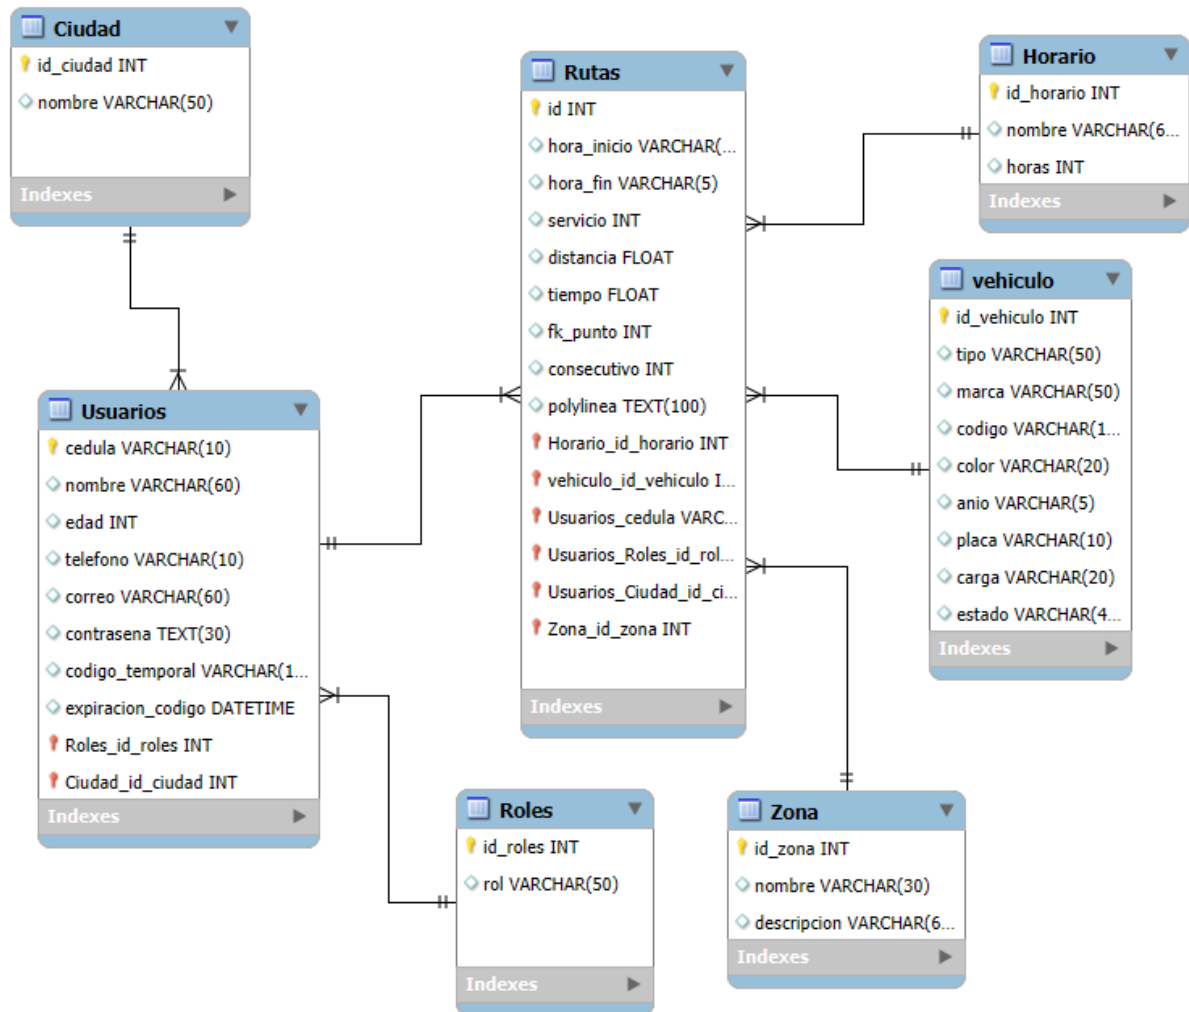 Ciudad
id_ciudad INT
nombre VARCHAR(50)
Indexes
Rutas
id INT
hora_inicio VARCHAR(...
hora_fin VARCHAR(5)
servicio INT
distancia FLOAT
tiempo FLOAT
fk_punto INT
consecutivo INT
polylinea TEXT(100)
Horario_id_horario INT
vehiculo_id_vehiculo I...
Usuarios_cedula VARC...
Usuarios_Roles_id_rol...
Usuarios_Ciudad_id_ci...
Zona_id_zona INT
Indexes
Horario
id_horario INT
nombre VARCHAR(6...
horas INT
Indexes
vehiculo
id_vehiculo INT
tipo VARCHAR(50)
marca VARCHAR(50)
codigo VARCHAR(1...
color VARCHAR(20)
anio VARCHAR(5)
placa VARCHAR(10)
carga VARCHAR(20)
estado VARCHAR(4...
Indexes
Usuarios
cedula VARCHAR(10)
nombre VARCHAR(60)
edad INT
telefono VARCHAR(10)
correo VARCHAR(60)
contrasena TEXT(30)
codigo_temporal VARCHAR(1...
expiracion_codigo DATETIME
Roles_id_roles INT
Ciudad_id_ciudad INT
Indexes
Roles
id_roles INT
rol VARCHAR(50)
Indexes
Zona
id_zona INT
nombre VARCHAR(30)
descripcion VARCHAR(6...
Indexes